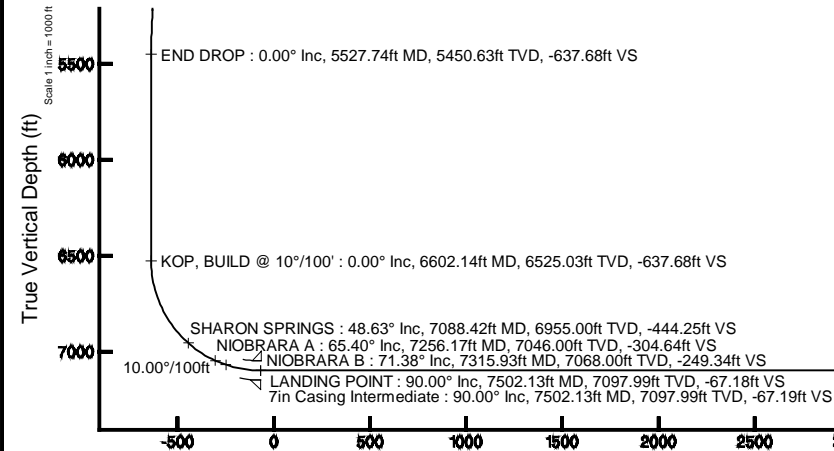 Scale 1 inch = 1000 ft
True Vertical Depth (ft)
5500
6000
6500
7000
END DROP : 0.00° Inc, 5527.74ft MD, 5450.63ft TVD, -637.68ft VS
KOP, BUILD @ 10°/100' : 0.00° Inc, 6602.14ft MD, 6525.03ft TVD, -637.68ft VS
SHARON SPRINGS : 48.63° Inc, 7088.42ft MD, 6955.00ft TVD, -444.25ft VS
NIOBRARA A : 65.40° Inc, 7256.17ft MD, 7046.00ft TVD, -304.64ft VS
NIOBRARA B : 71.38° Inc, 7315.93ft MD, 7068.00ft TVD, -249.34ft VS
10.00°/100ft
LANDING POINT : 90.00° Inc, 7502.13ft MD, 7097.99ft TVD, -67.18ft VS
7in Casing Intermediate : 90.00° Inc, 7502.13ft MD, 7097.99ft TVD, -67.19ft VS
-500 0 500 1000 1500 2000 2500